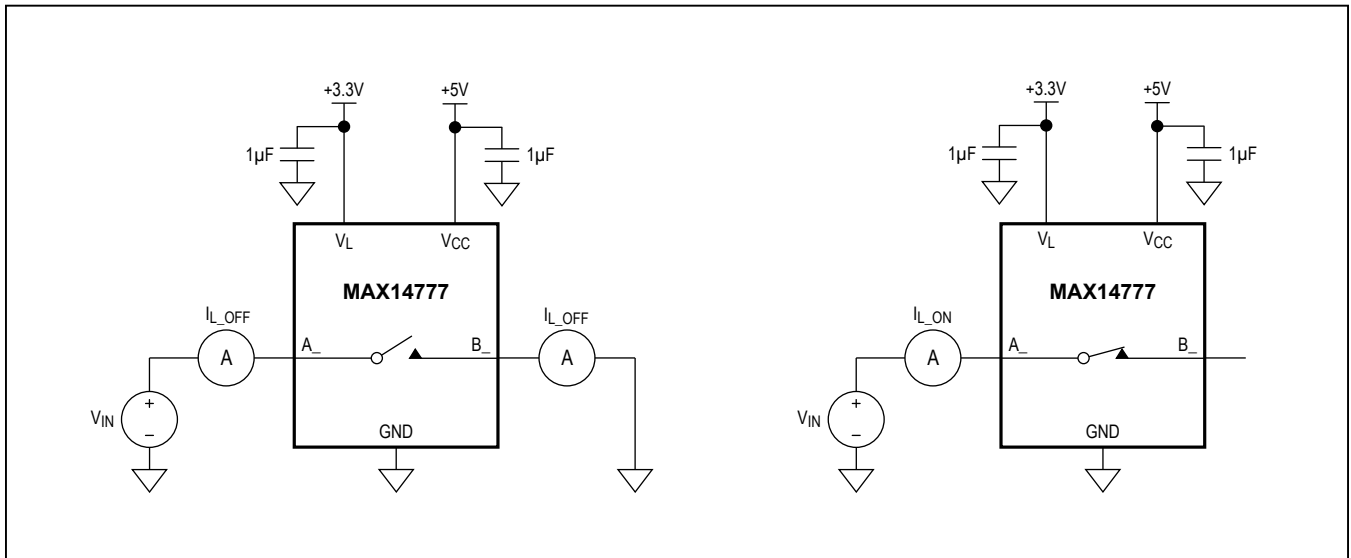 +3.3V
+5V
1µF
1µF
VL
VCC
MAX14777
IL_OFF
A
A_
B_
IL_OFF
A
VIN
+
–
GND
+3.3V
+5V
1µF
1µF
VL
VCC
MAX14777
IL_ON
A
A_
B_
VIN
+
–
GND